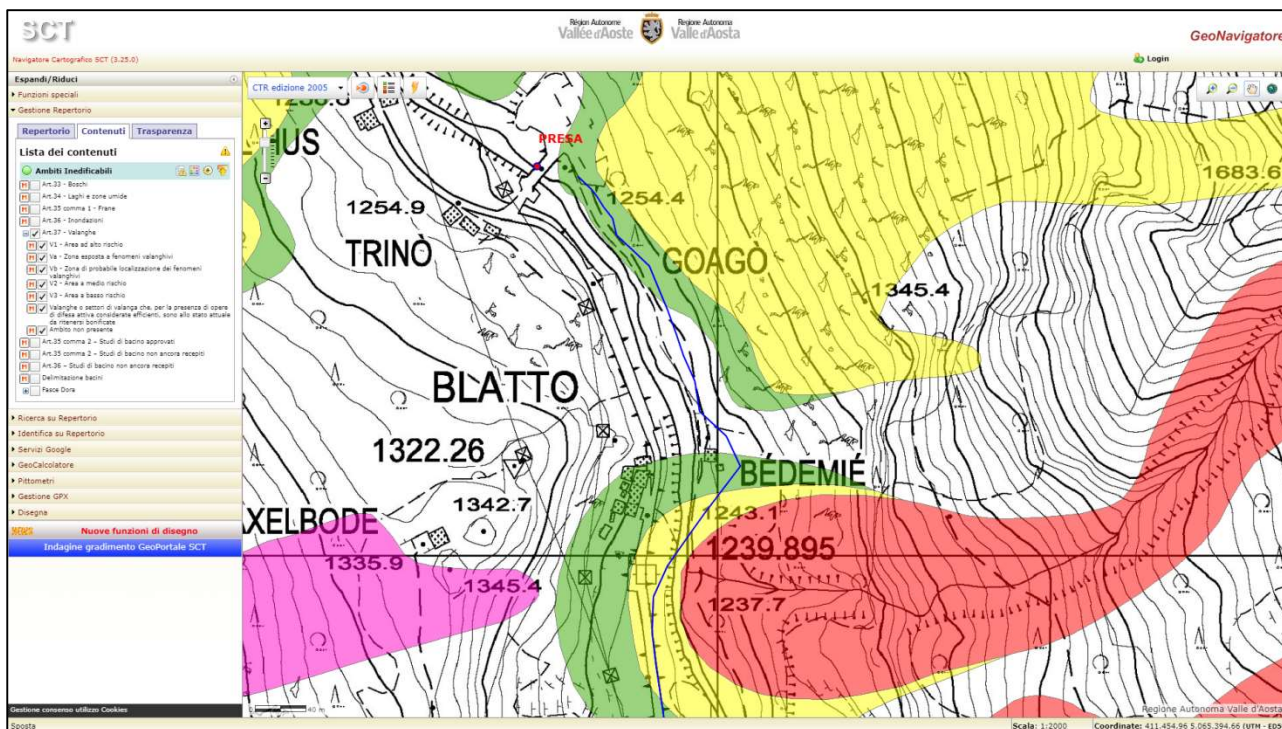 SCT
Région Autonome
Vallée d'Aoste
Regione Autonoma
Valle d'Aosta
GeoNavigatore
Navigatore Cartografico SCT (3.25.0)
Login
Espandi/Riduci
Funzioni speciali
Gestione Repertorio
Repertorio Contenuti Trasparenza
Lista dei contenuti
Ambiti Inedificabili
Art.33 - Boschi
Art.34 - Laghi e zone umide
Art.35 comma 1 - Frane
Art.36 - Inondazioni
Art.37 - Valanghe
V1 - Area ad alto rischio
Va - Zona esposta a fenomeni valanghivi
Vb - Zona di probabile localizzazione dei fenomeni
valanghivi
V2 - Area a medio rischio
V3 - Area a basso rischio
Valanghe o settori di valanga che, per la presenza di opere
di difesa attiva considerate efficienti, sono allo stato attuale
da ritenersi bonificate
Ambito non presente
Art.35 comma 2 - Studi di bacino approvati
Art.35 comma 2 - Studi di bacino non ancora recepiti
Art.36 - Studi di bacino non ancora recepiti
Delimitazione bacini
Fasce Dora
Ricerca su Repertorio
Identifica su Repertorio
Servizi Google
GeoCalcolatore
Pittometri
Gestione GPX
Disegna
Nuove funzioni di disegno
Indagine gradimento GeoPortale SCT
Gestione consenso utilizzo Cookies
Sposta
CTR edizione 2005
HUS
PRESA
1254.4
1683.6
1254.9
TRINÒ
GOAGÒ
1345.4
BLATTO
1322.26
BÉDEMIÉ
1342.7
1243.1
XELBODE
1239.895
1335.9
1345.4
1237.7
40 m
Regione Autonoma Valle d'Aosta
Scala: 1:2000
Coordinate: 411.454.96 5.065.394.66 (UTM - ED5